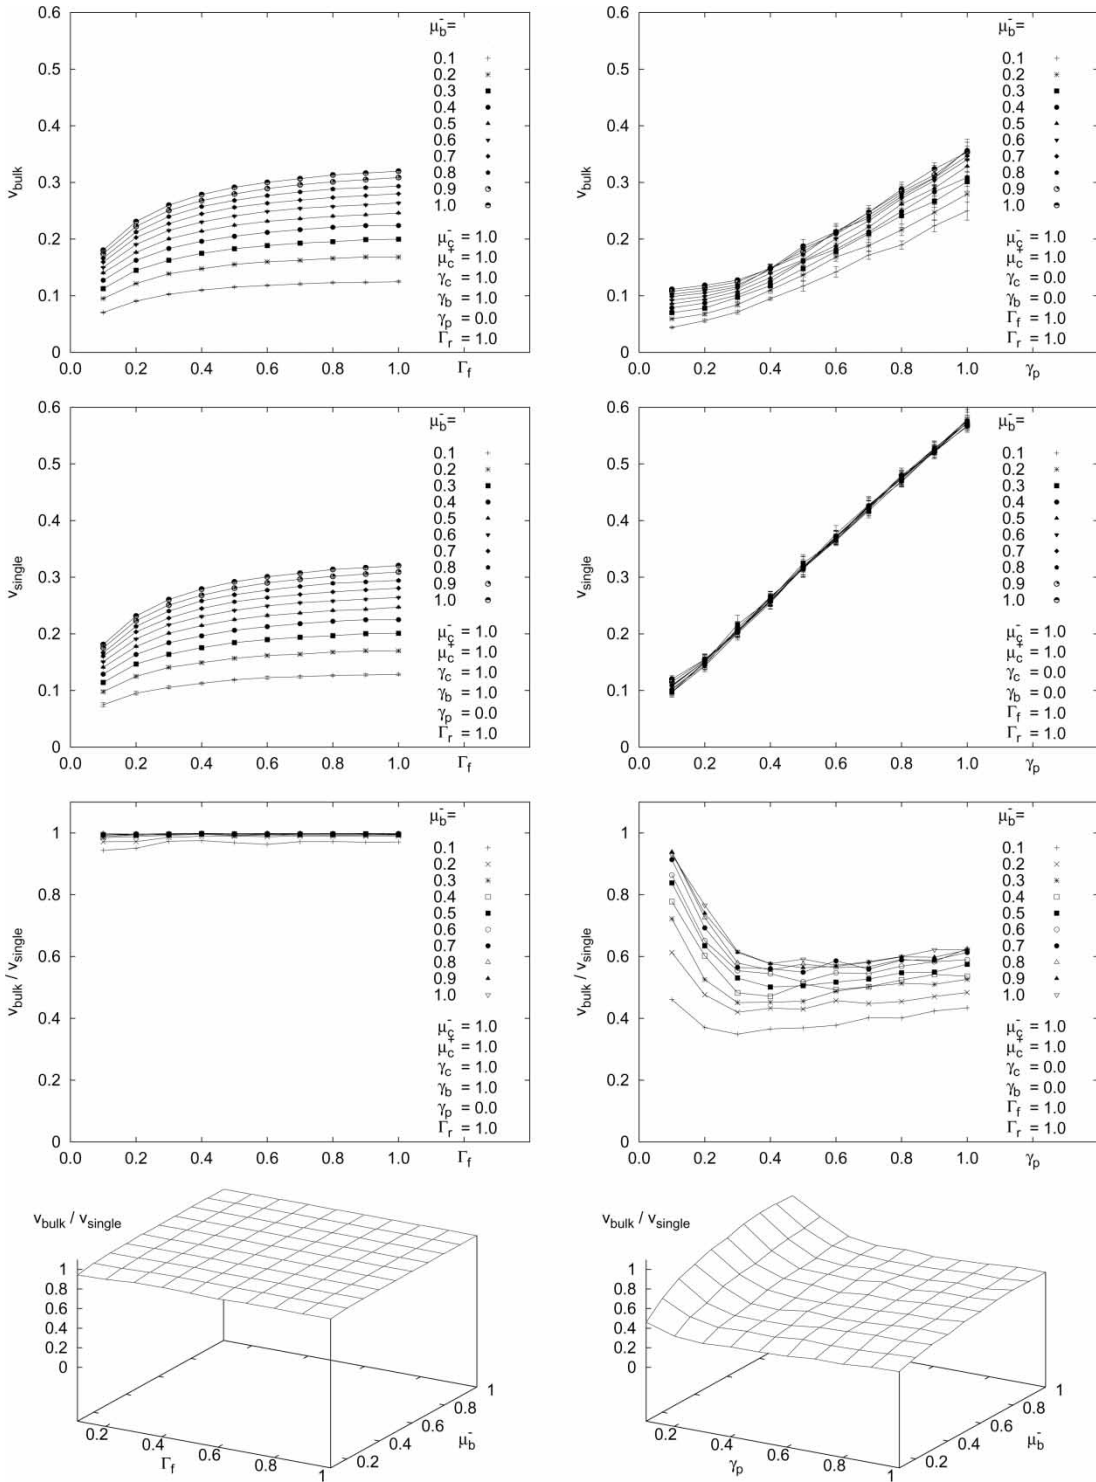 0.6
0.5
0.4
0.3
0.2
0.1
0
v_bulk
0.0 0.2 0.4 0.6 0.8 1.0 Γ_f
μ_b^- =
0.1
0.2
0.3
0.4
0.5
0.6
0.7
0.8
0.9
1.0
μ_c^- = 1.0
μ_c^+ = 1.0
γ_c = 1.0
γ_b = 1.0
γ_p = 0.0
Γ_r = 1.0
0.6
0.5
0.4
0.3
0.2
0.1
0
v_bulk
0.0 0.2 0.4 0.6 0.8 1.0 γ_p
μ_b^- =
0.1
0.2
0.3
0.4
0.5
0.6
0.7
0.8
0.9
1.0
μ_c^- = 1.0
μ_c^+ = 1.0
γ_c = 0.0
γ_b = 0.0
Γ_f = 1.0
Γ_r = 1.0
0.6
0.5
0.4
0.3
0.2
0.1
0
v_single
0.0 0.2 0.4 0.6 0.8 1.0 Γ_f
μ_b^- =
0.1
0.2
0.3
0.4
0.5
0.6
0.7
0.8
0.9
1.0
μ_c^- = 1.0
μ_c^+ = 1.0
γ_c = 1.0
γ_b = 1.0
γ_p = 0.0
Γ_r = 1.0
0.6
0.5
0.4
0.3
0.2
0.1
0
v_single
0.0 0.2 0.4 0.6 0.8 1.0 γ_p
μ_b^- =
0.1
0.2
0.3
0.4
0.5
0.6
0.7
0.8
0.9
1.0
μ_c^- = 1.0
μ_c^+ = 1.0
γ_c = 0.0
γ_b = 0.0
Γ_f = 1.0
Γ_r = 1.0
1
0.8
0.6
0.4
0.2
0
v_bulk / v_single
0.0 0.2 0.4 0.6 0.8 1.0 Γ_f
μ_b^- =
0.1
0.2
0.3
0.4
0.5
0.6
0.7
0.8
0.9
1.0
μ_c^- = 1.0
μ_c^+ = 1.0
γ_c = 1.0
γ_b = 1.0
γ_p = 0.0
Γ_r = 1.0
1
0.8
0.6
0.4
0.2
0
v_bulk / v_single
0.0 0.2 0.4 0.6 0.8 1.0 γ_p
μ_b^- =
0.1
0.2
0.3
0.4
0.5
0.6
0.7
0.8
0.9
1.0
μ_c^- = 1.0
μ_c^+ = 1.0
γ_c = 0.0
γ_b = 0.0
Γ_f = 1.0
Γ_r = 1.0
v_bulk / v_single
1
0.8
0.6
0.4
0.2
0
0.2 0.4 0.6 0.8 1
Γ_f
0.2 0.4 0.6 0.8 1
μ_b^-
v_bulk / v_single
1
0.8
0.6
0.4
0.2
0
0.2 0.4 0.6 0.8 1
γ_p
0.2 0.4 0.6 0.8 1
μ_b^-